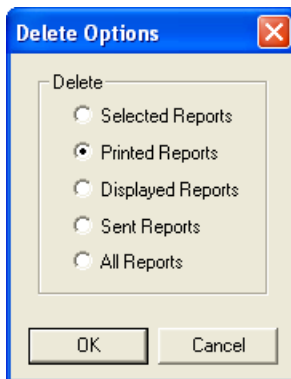 Delete Options
Delete
Selected Reports
Printed Reports
Displayed Reports
Sent Reports
All Reports
OK
Cancel